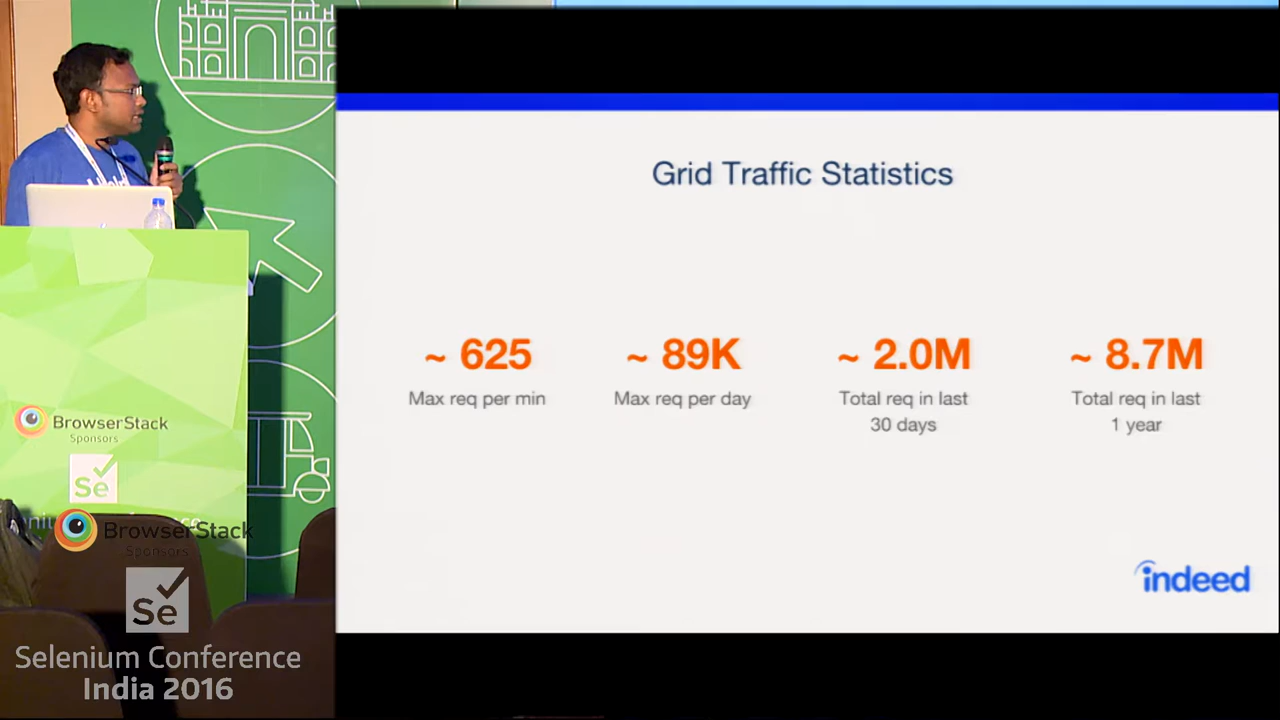 Grid Traffic Statistics
~ 625
Max req per min
~ 89K
Max req per day
~ 2.0M
Total req in last
30 days
~ 8.7M
Total req in last
1 year
indeed
BrowserStack
Sponsors
Se
BrowserStack
Sponsors
Se
Selenium Conference
India 2016